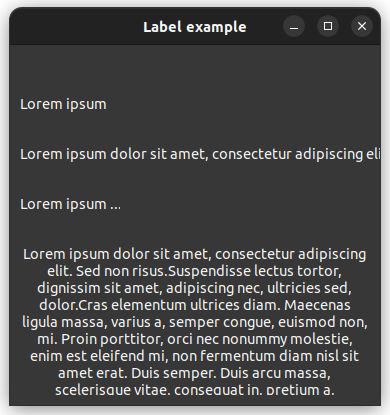 Label example
Lorem ipsum
Lorem ipsum dolor sit amet, consectetur adipiscing eli
Lorem ipsum ...
Lorem ipsum dolor sit amet, consectetur adipiscing
elit. Sed non risus.Suspendisse lectus tortor,
dignissim sit amet, adipiscing nec, ultricies sed,
dolor.Cras elementum ultrices diam. Maecenas
ligula massa, varius a, semper congue, euismod non,
mi. Proin porttitor, orci nec nonummy molestie,
enim est eleifend mi, non fermentum diam nisl sit
amet erat. Duis semper. Duis arcu massa,
scelerisque vitae, consequat in, pretium a,